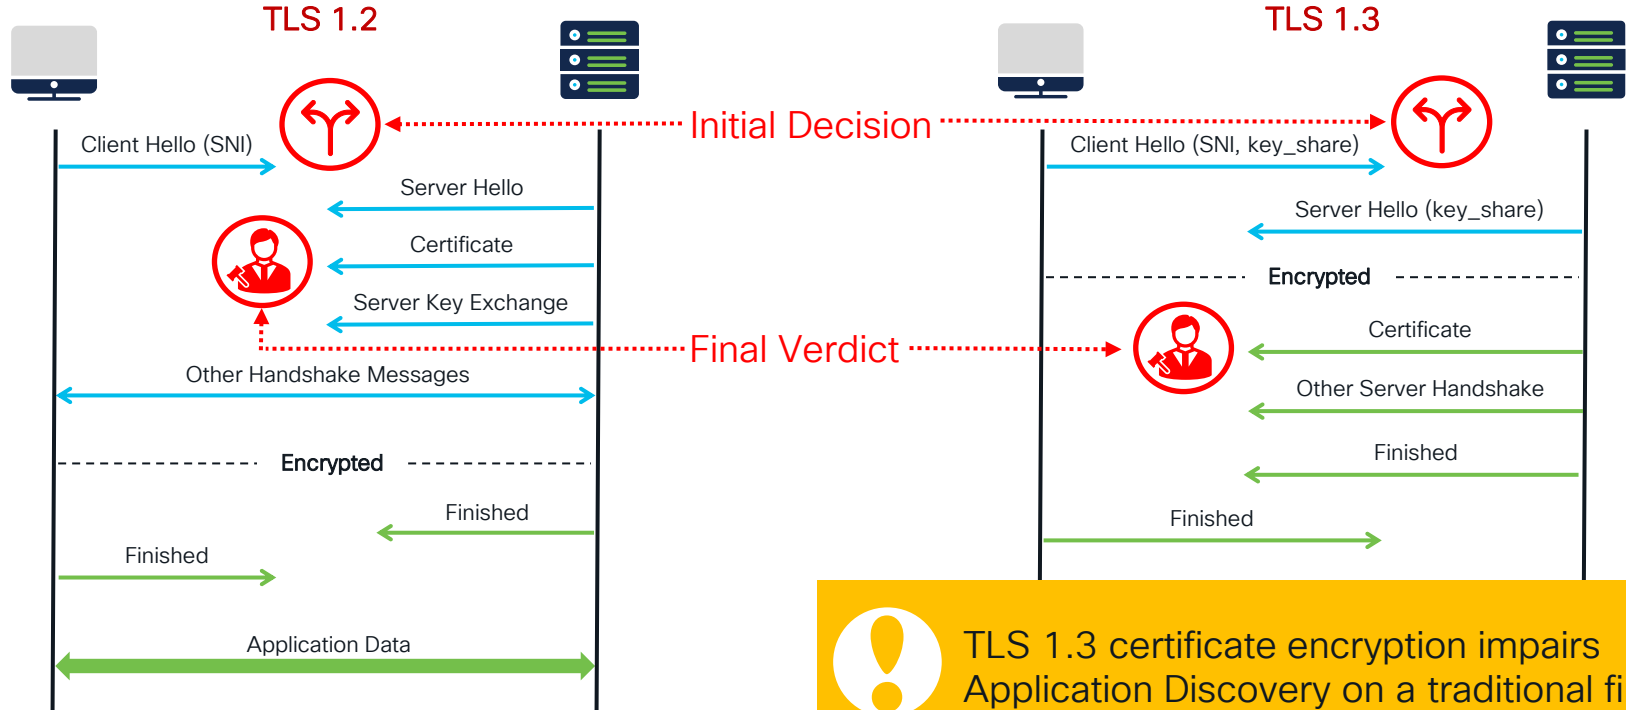 TLS 1.2
TLS 1.3
Initial Decision
Client Hello (SNI)
Server Hello
Certificate
Server Key Exchange
Final Verdict
Other Handshake Messages
Encrypted
Finished
Finished
Application Data
Client Hello (SNI, key_share)
Server Hello (key_share)
Encrypted
Certificate
Other Server Handshake
Finished
Finished
TLS 1.3 certificate encryption impairs
Application Discovery on a traditional fi